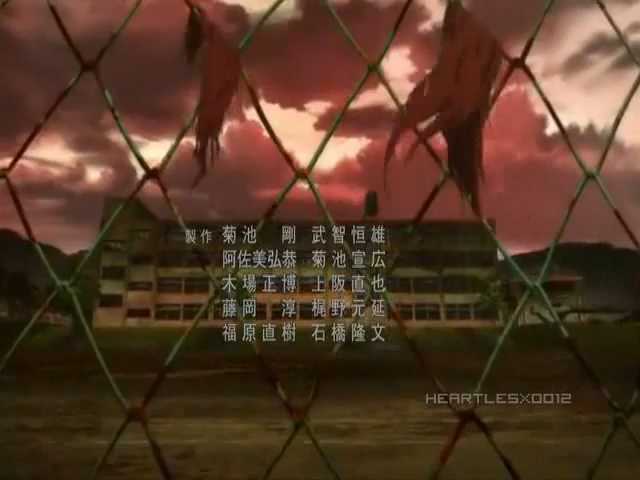 製作 菊池　剛 武智恒雄
阿佐美弘恭 菊池宣広
木場正博 上阪直也
藤岡　淳 梶野元延
福原直樹 石橋隆文
HEARTLESX0012